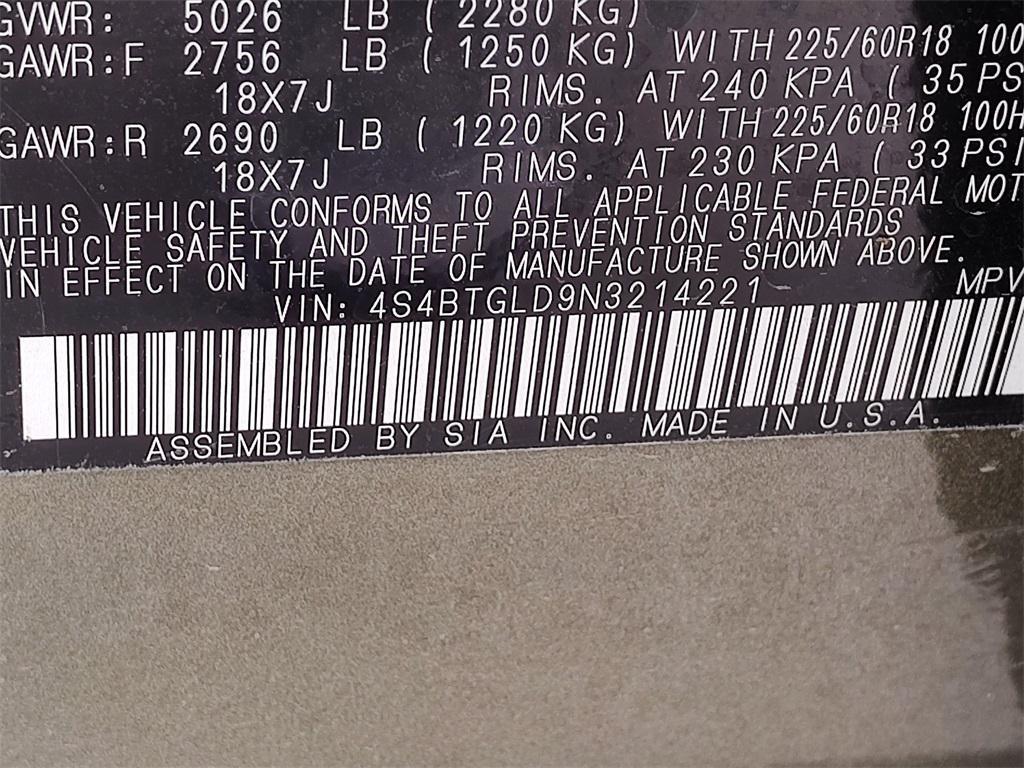 GVWR: 5026 LB ( 2280 KG)
GAWR:F 2756 LB ( 1250 KG) WITH 225/60R18 100
18X7J RIMS. AT 240 KPA ( 35 PS
GAWR:R 2690 LB ( 1220 KG) WITH 225/60R18 100H
18X7J RIMS. AT 230 KPA ( 33 PSI
THIS VEHICLE CONFORMS TO ALL APPLICABLE FEDERAL MOT
VEHICLE SAFETY AND THEFT PREVENTION STANDARDS
IN EFFECT ON THE DATE OF MANUFACTURE SHOWN ABOVE.
VIN: 4S4BTGLD9N3214221 MPV
ASSEMBLED BY SIA INC. MADE IN U.S.A.